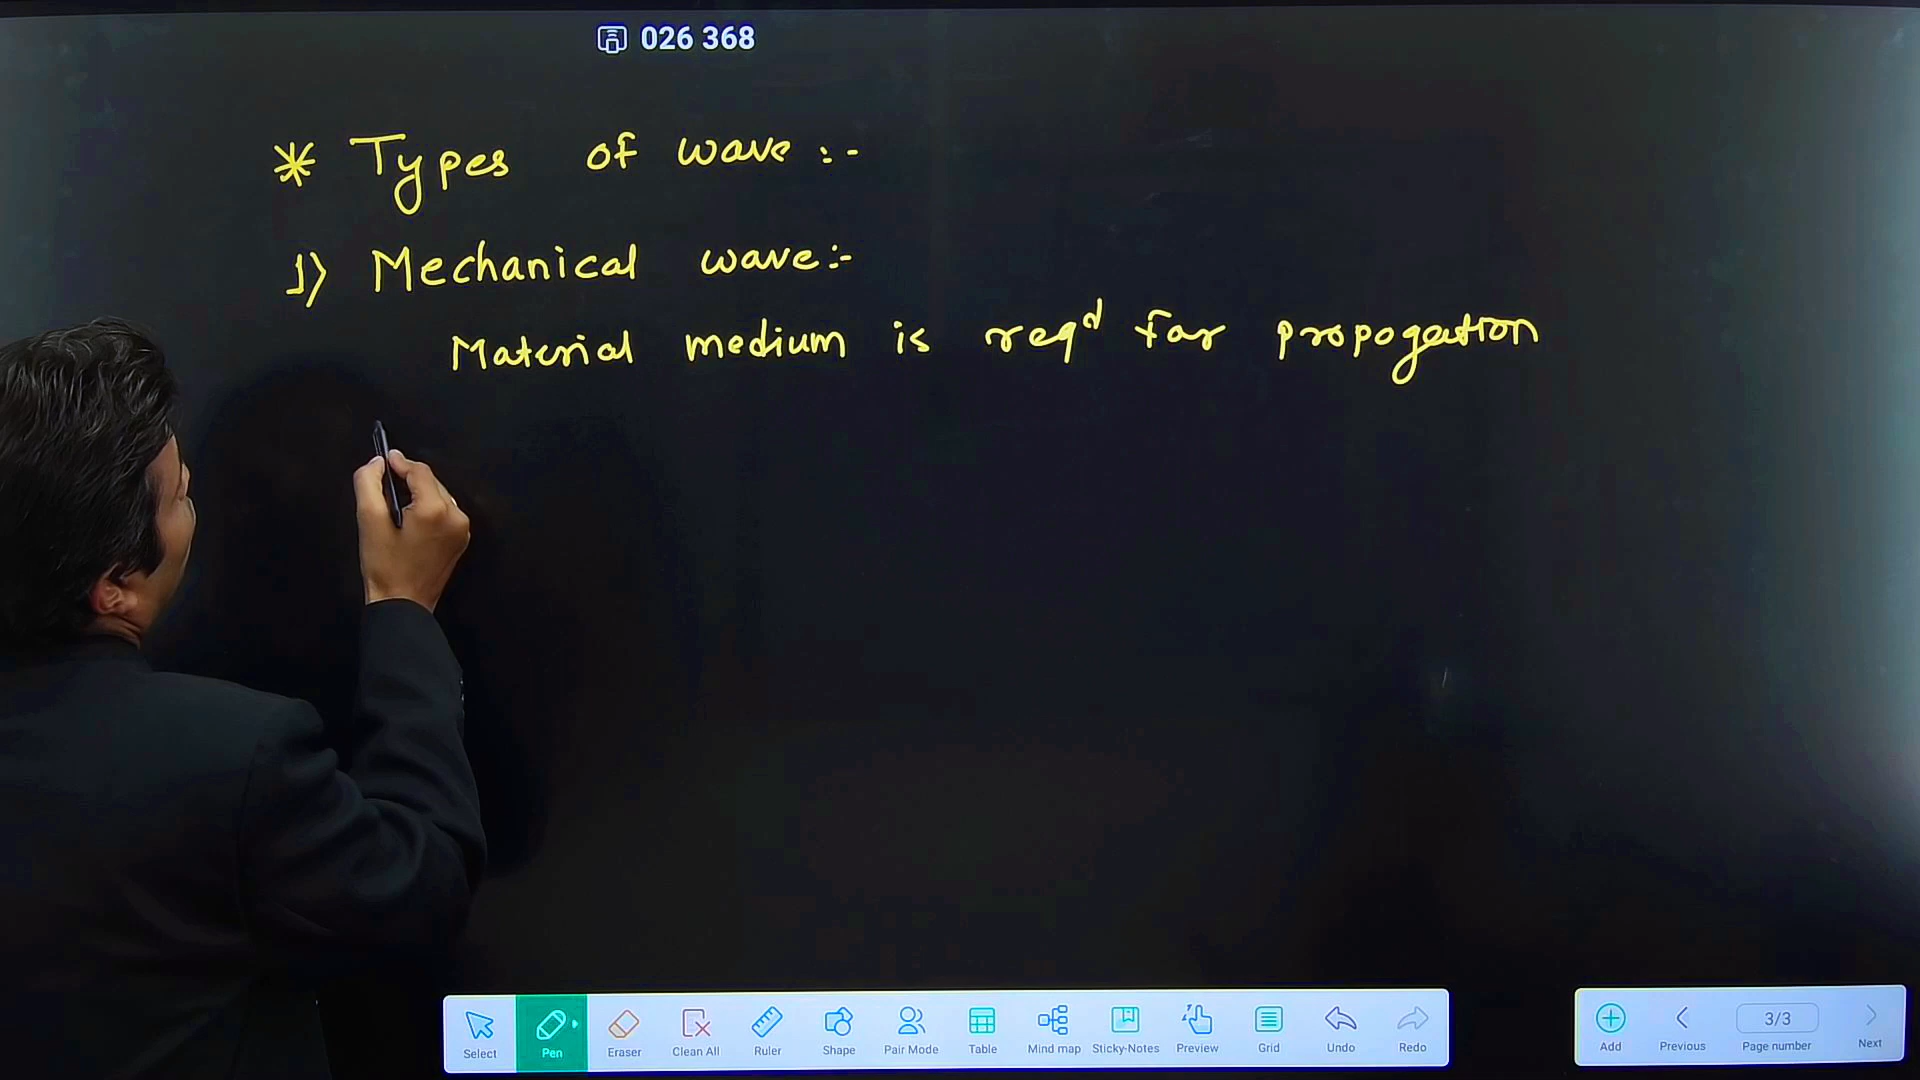 026 368
* Types of wave :-
1) Mechanical wave:-
Material medium is reqd for propogation
Select Pen Eraser Clean All Ruler Shape Pair Mode Table Mind map Sticky-Notes Preview Grid Undo Redo
Add Previous 3/3 Page number Next